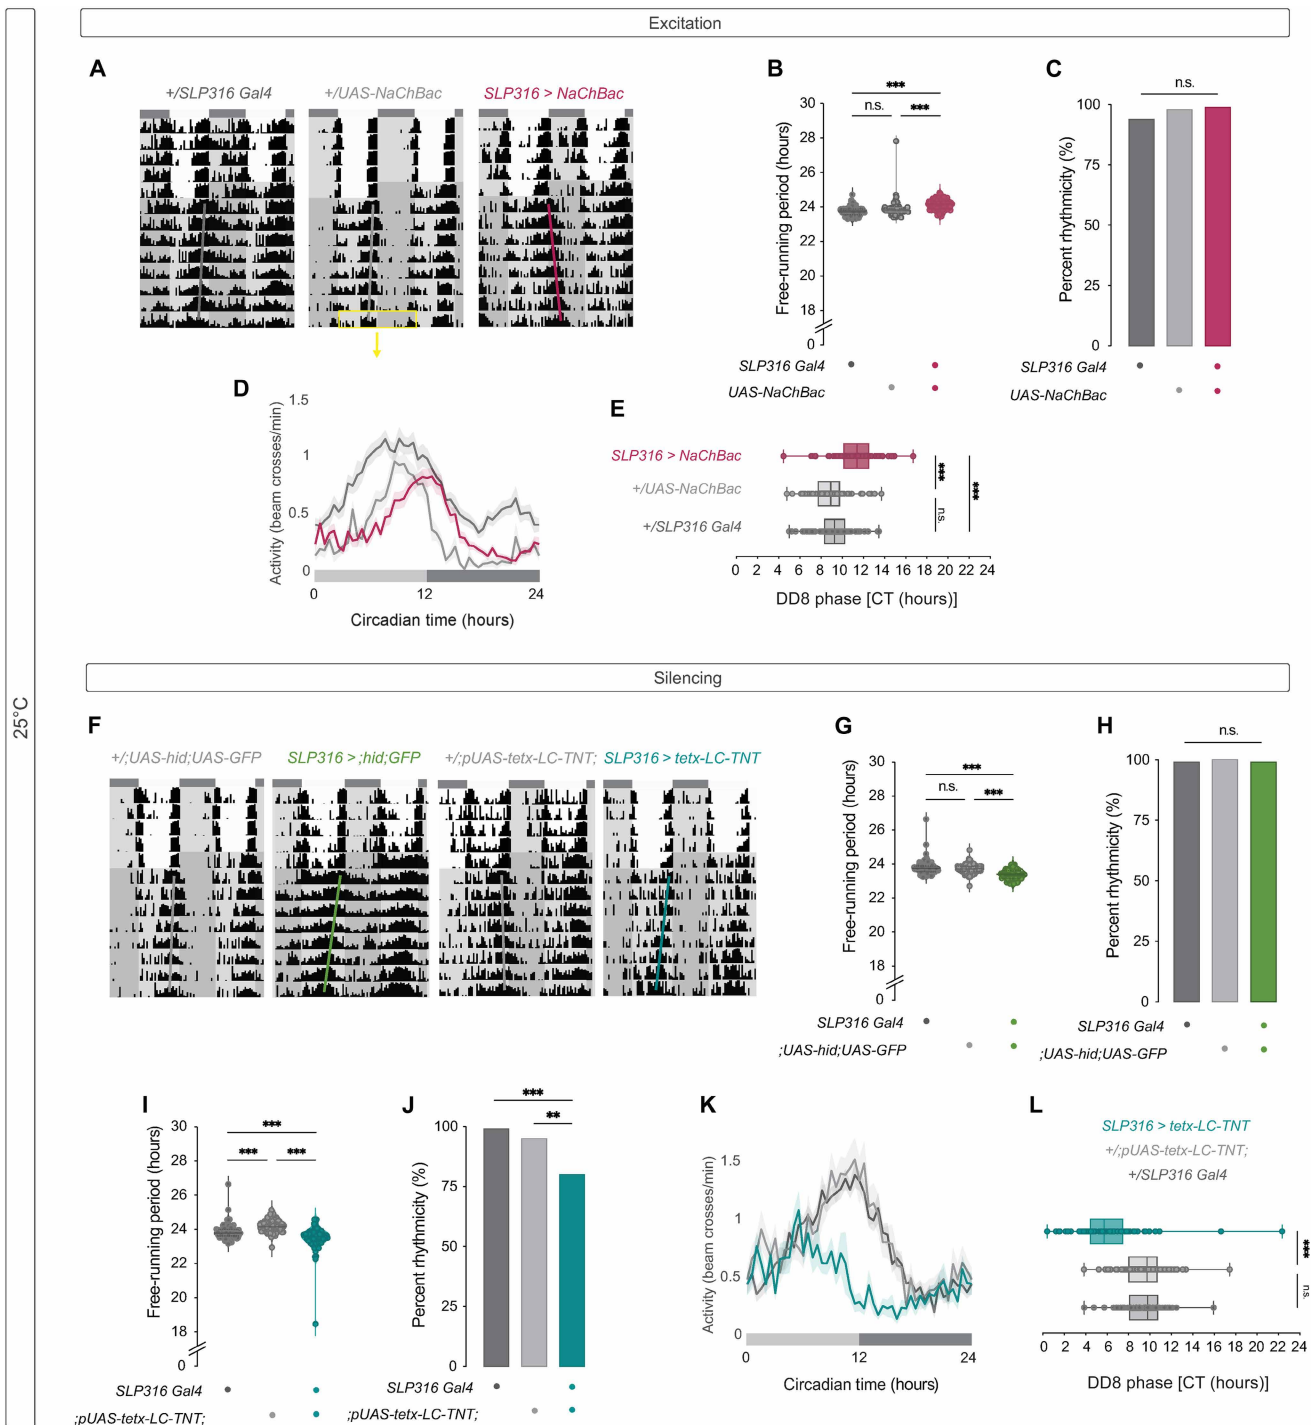 Excitation
25°C
A
+/SLP316 Gal4
+/UAS-NaChBac
SLP316 > NaChBac
B
Free-running period (hours)
30
28
26
24
22
20
18
0
***
n.s.
***
SLP316 Gal4
UAS-NaChBac
C
Percent rhythmicity (%)
100
75
50
25
0
n.s.
SLP316 Gal4
UAS-NaChBac
D
Activity (beam crosses/min)
1.5
1
0.5
0
0
12
24
Circadian time (hours)
E
SLP316 > NaChBac
+/UAS-NaChBac
+/SLP316 Gal4
***
n.s.
***
0 2 4 6 8 10 12 14 16 18 20 22 24
DD8 phase [CT (hours)]
Silencing
F
+/;UAS-hid;UAS-GFP
SLP316 > ;hid;GFP
+/;pUAS-tetx-LC-TNT;
SLP316 > tetx-LC-TNT
G
Free-running period (hours)
30
28
26
24
22
20
18
0
***
n.s.
***
SLP316 Gal4
;UAS-hid;UAS-GFP
H
Percent rhythmicity (%)
100
75
50
25
0
n.s.
SLP316 Gal4
;UAS-hid;UAS-GFP
I
Free-running period (hours)
30
28
26
24
22
20
18
0
***
***
***
SLP316 Gal4
;pUAS-tetx-LC-TNT;
J
Percent rhythmicity (%)
100
75
50
25
0
***
**
SLP316 Gal4
;pUAS-tetx-LC-TNT;
K
Activity (beam crosses/min)
1.5
1
0.5
0
0
12
24
Circadian time (hours)
L
SLP316 > tetx-LC-TNT
+/;pUAS-tetx-LC-TNT;
+/SLP316 Gal4
***
n.s.
0 2 4 6 8 10 12 14 16 18 20 22 24
DD8 phase [CT (hours)]